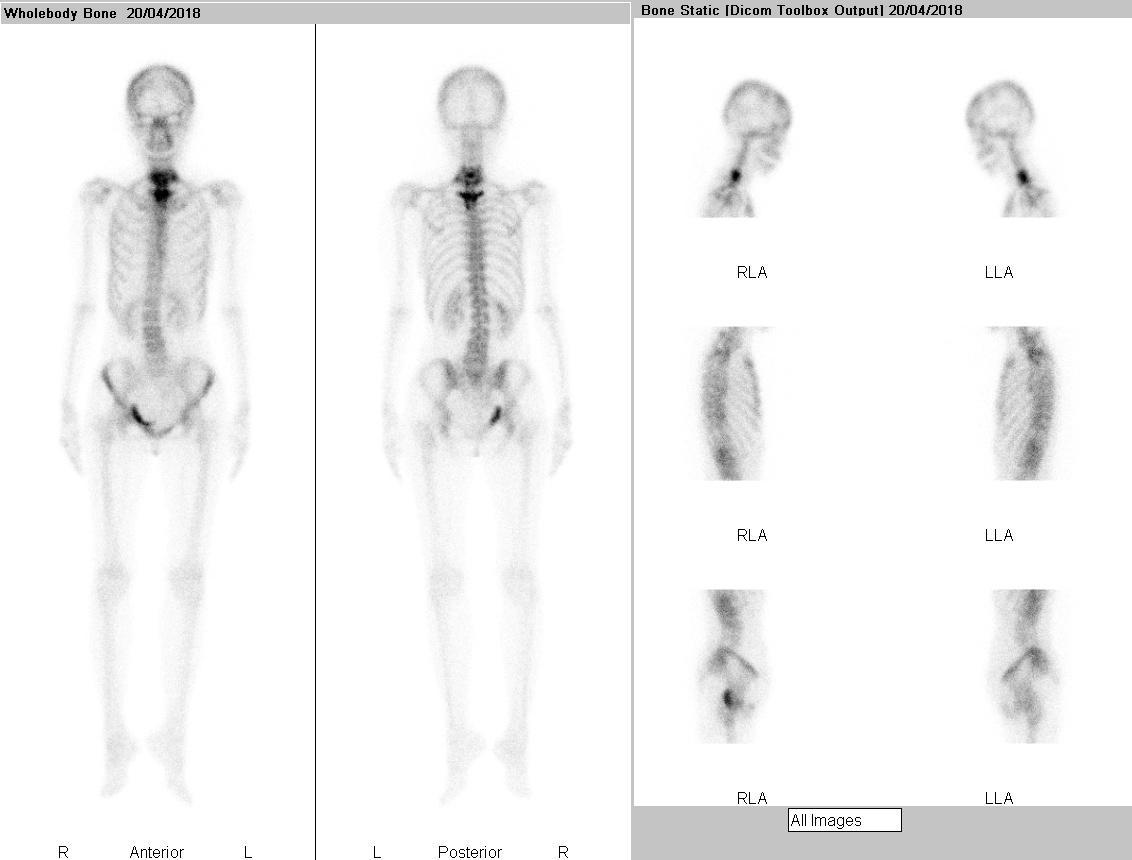 Wholebody Bone 20/04/2018
Bone Static [Dicom Toolbox Output] 20/04/2018
RLA
LLA
RLA
LLA
RLA
LLA
All Images
R
Anterior
L
L
Posterior
R